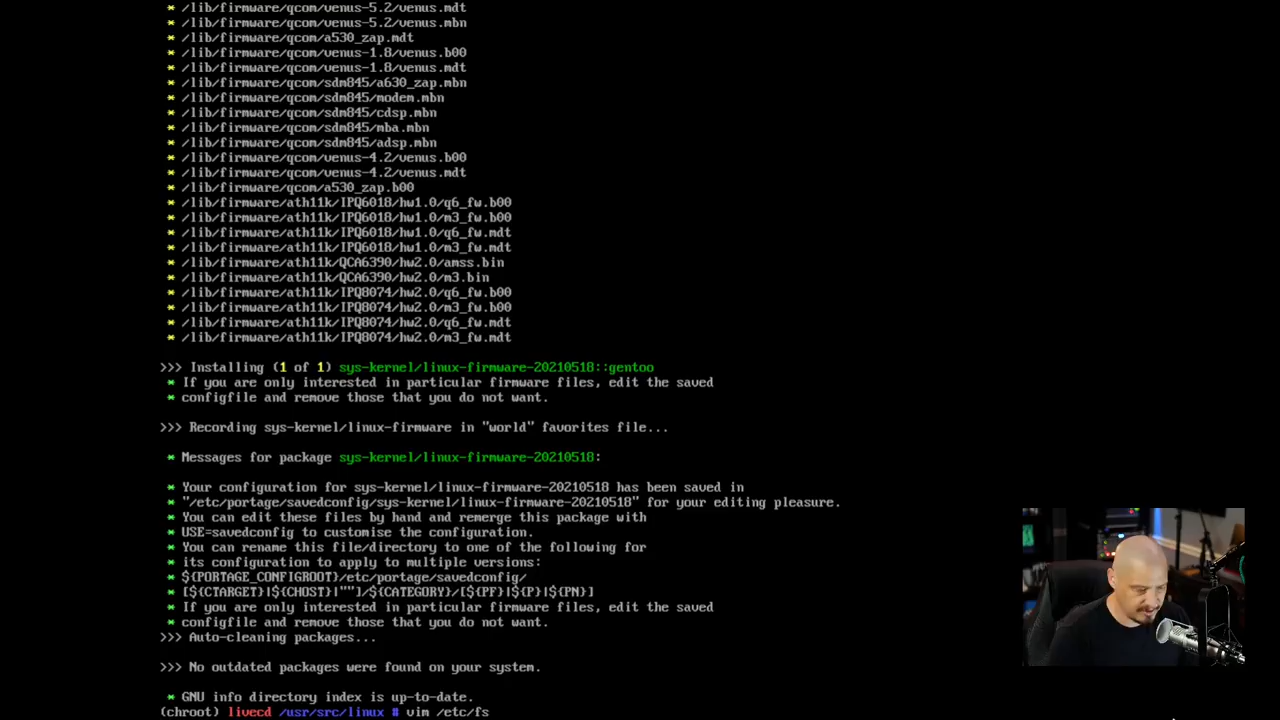 * /lib/firmware/qcom/venus-5.2/venus.mdt
* /lib/firmware/qcom/venus-5.2/venus.mbn
* /lib/firmware/qcom/a530_zap.mdt
* /lib/firmware/qcom/venus-1.8/venus.b00
* /lib/firmware/qcom/venus-1.8/venus.mdt
* /lib/firmware/qcom/sdm845/a630_zap.mbn
* /lib/firmware/qcom/sdm845/modem.mbn
* /lib/firmware/qcom/sdm845/cdsp.mbn
* /lib/firmware/qcom/sdm845/mba.mbn
* /lib/firmware/qcom/sdm845/adsp.mbn
* /lib/firmware/qcom/venus-4.2/venus.b00
* /lib/firmware/qcom/venus-4.2/venus.mdt
* /lib/firmware/qcom/a530_zap.b00
* /lib/firmware/ath11k/IPQ6018/hw1.0/q6_fw.b00
* /lib/firmware/ath11k/IPQ6018/hw1.0/m3_fw.b00
* /lib/firmware/ath11k/IPQ6018/hw1.0/q6_fw.mdt
* /lib/firmware/ath11k/IPQ6018/hw1.0/m3_fw.mdt
* /lib/firmware/ath11k/QCA6390/hw2.0/amss.bin
* /lib/firmware/ath11k/QCA6390/hw2.0/m3.bin
* /lib/firmware/ath11k/IPQ8074/hw2.0/q6_fw.b00
* /lib/firmware/ath11k/IPQ8074/hw2.0/m3_fw.b00
* /lib/firmware/ath11k/IPQ8074/hw2.0/q6_fw.mdt
* /lib/firmware/ath11k/IPQ8074/hw2.0/m3_fw.mdt
>>> Installing (1 of 1) sys-kernel/linux-firmware-20210518::gentoo
* If you are only interested in particular firmware files, edit the saved
* configfile and remove those that you do not want.
>>> Recording sys-kernel/linux-firmware in "world" favorites file...
* Messages for package sys-kernel/linux-firmware-20210518:
* Your configuration for sys-kernel/linux-firmware-20210518 has been saved in
* "/etc/portage/savedconfig/sys-kernel/linux-firmware-20210518" for your editing pleasure.
* You can edit these files by hand and remerge this package with
* USE=savedconfig to customise the configuration.
* You can rename this file/directory to one of the following for
* its configuration to apply to multiple versions:
* ${PORTAGE_CONFIGROOT}/etc/portage/savedconfig/
* [${CTARGET}|${CHOST}|""]/${CATEGORY}/[${PF}|${P}|${PN}]
* If you are only interested in particular firmware files, edit the saved
* configfile and remove those that you do not want.
>>> Auto-cleaning packages...
>>> No outdated packages were found on your system.
* GNU info directory index is up-to-date.
(chroot) livecd /usr/src/linux # vim /etc/fs